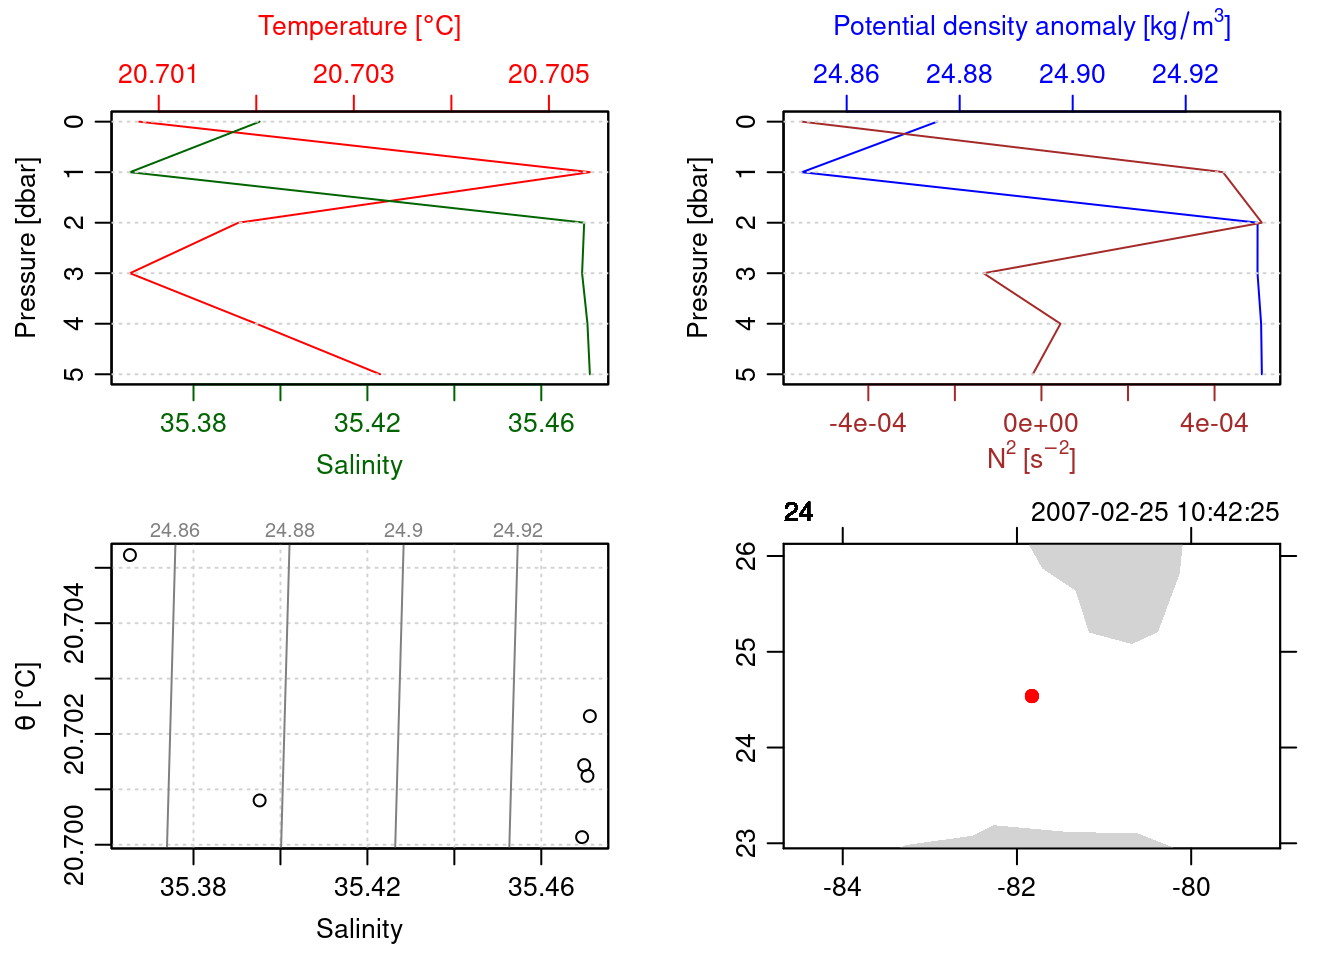 Temperature [°C]
20.701 20.703 20.705
Pressure [dbar]
0 1 2 3 4 5
35.38 35.42 35.46
Salinity
Potential density anomaly [kg/m³]
24.86 24.88 24.90 24.92
Pressure [dbar]
0 1 2 3 4 5
-4e-04 0e+00 4e-04
N² [s⁻²]
24.86 24.88 24.9 24.92
θ [°C]
20.704
20.702
20.700
35.38 35.42 35.46
Salinity
24 2007-02-25 10:42:25
26
25
24
23
-84 -82 -80